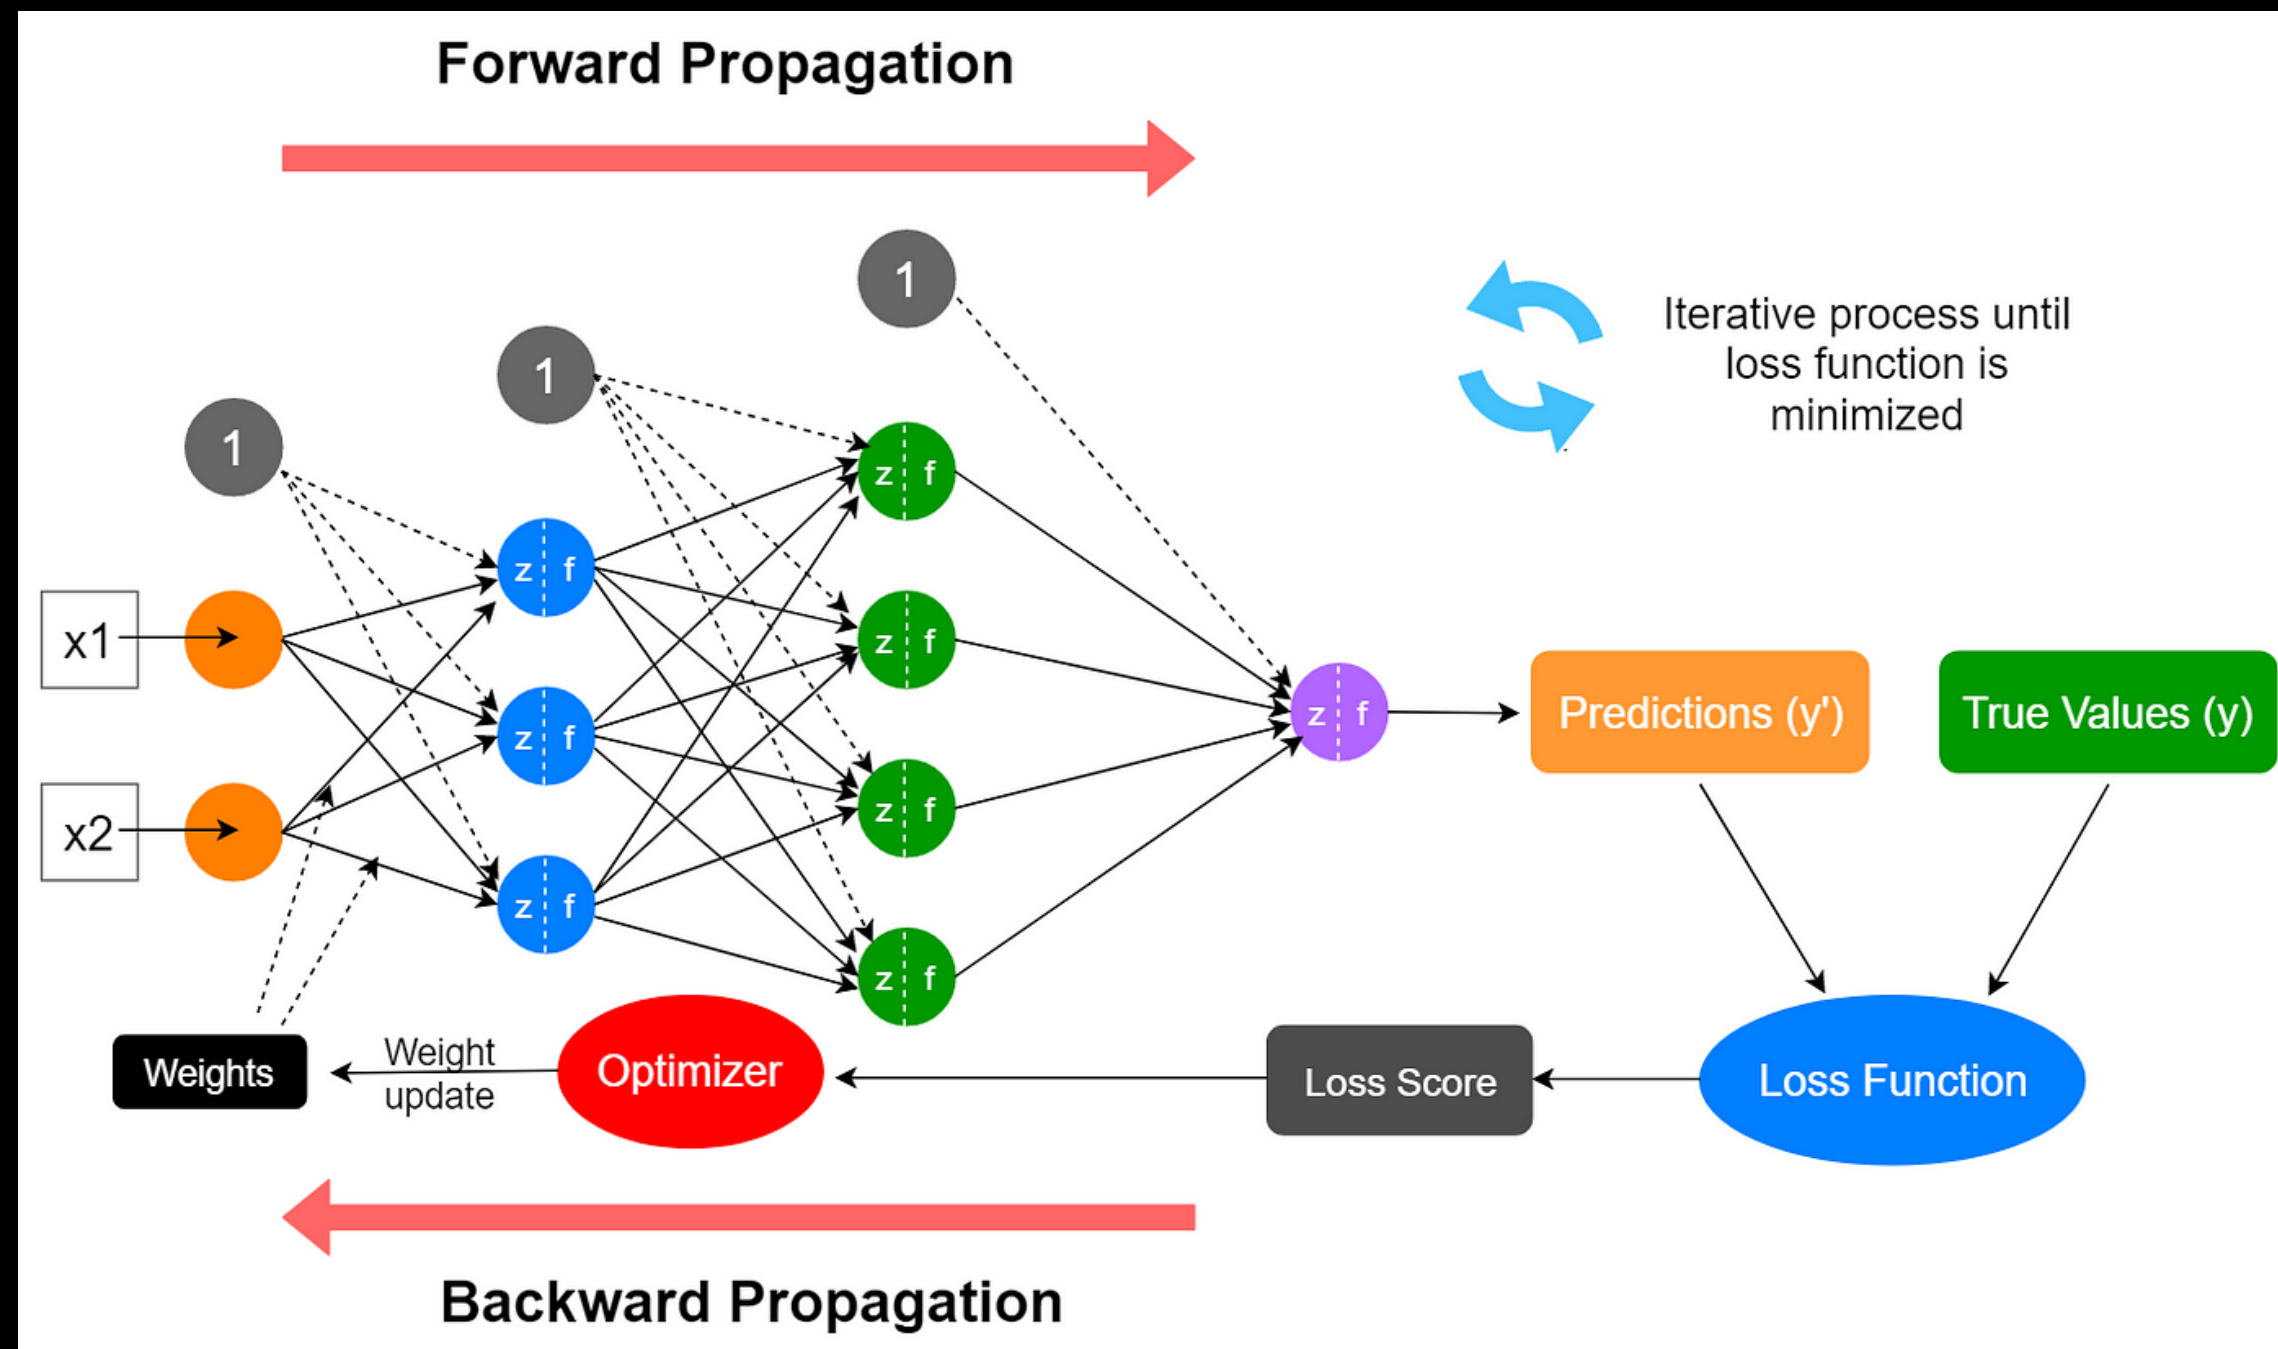 Forward Propagation
1
1
1
Iterative process until
loss function is
minimized
x1
x2
z f
z f
z f
z f
z f
z f
z f
z f
Predictions (y')
True Values (y)
Weights
Weight
update
Optimizer
Loss Score
Loss Function
Backward Propagation